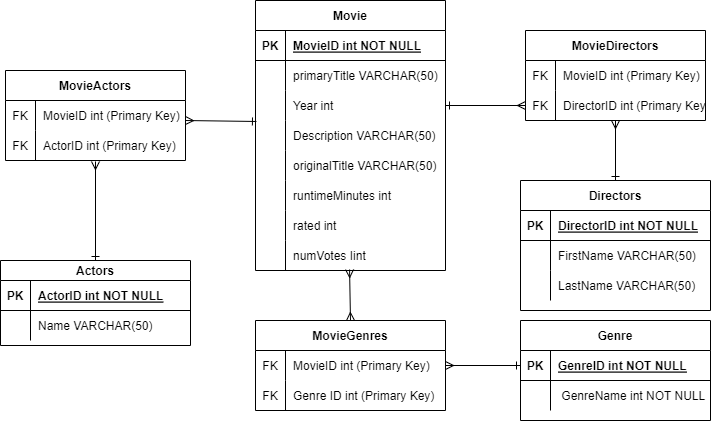 Movie
PK MovieID int NOT NULL
primaryTitle VARCHAR(50)
Year int
Description VARCHAR(50)
originalTitle VARCHAR(50)
runtimeMinutes int
rated int
numVotes Iint
MovieDirectors
FK MovieID int (Primary Key)
FK DirectorID int (Primary Key
MovieActors
FK MovieID int (Primary Key)
FK ActorID int (Primary Key)
Directors
PK DirectorID int NOT NULL
FirstName VARCHAR(50)
LastName VARCHAR(50)
Actors
PK ActorID int NOT NULL
Name VARCHAR(50)
MovieGenres
FK MovieID int (Primary Key)
FK Genre ID int (Primary Key)
Genre
PK GenreID int NOT NULL
GenreName int NOT NULL